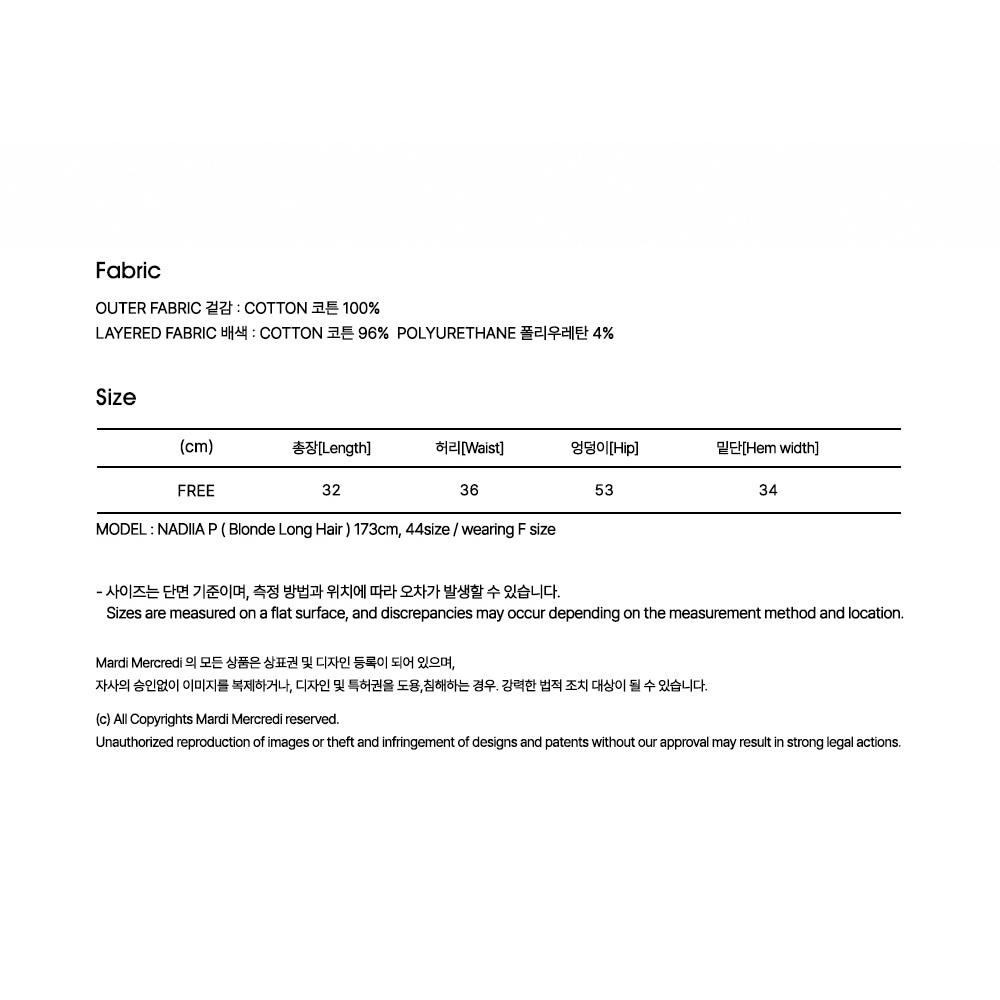 Fabric
OUTER FABRIC 겉감 : COTTON 코튼 100%
LAYERED FABRIC 배색 : COTTON 코튼 96% POLYURETHANE 폴리우레탄 4%
Size
(cm) 총장[Length] 허리[Waist] 엉덩이[Hip] 밑단[Hem width]
FREE 32 36 53 34
MODEL : NADIIA P ( Blonde Long Hair ) 173cm, 44size / wearing F size
- 사이즈는 단면 기준이며, 측정 방법과 위치에 따라 오차가 발생할 수 있습니다.
Sizes are measured on a flat surface, and discrepancies may occur depending on the measurement method and location.
Mardi Mercredi 의 모든 상품은 상표권 및 디자인 등록이 되어 있으며,
자사의 승인없이 이미지를 복제하거나, 디자인 및 특허권을 도용,침해하는 경우. 강력한 법적 조치 대상이 될 수 있습니다.
(c) All Copyrights Mardi Mercredi reserved.
Unauthorized reproduction of images or theft and infringement of designs and patents without our approval may result in strong legal actions.